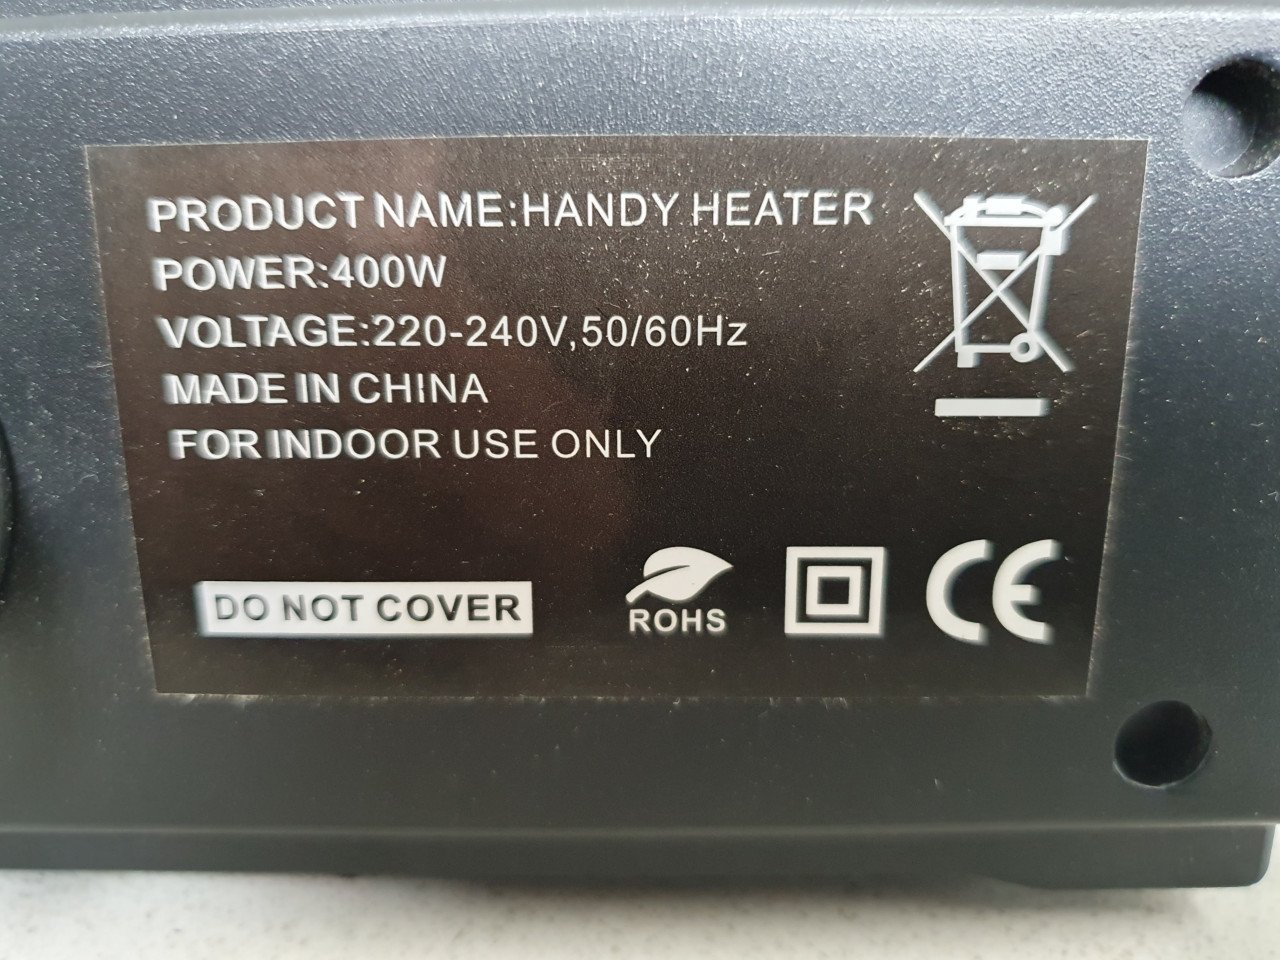 PRODUCT NAME:HANDY HEATER
POWER:400W
VOLTAGE:220-240V,50/60Hz
MADE IN CHINA
FOR INDOOR USE ONLY
DO NOT COVER
ROHS
CE